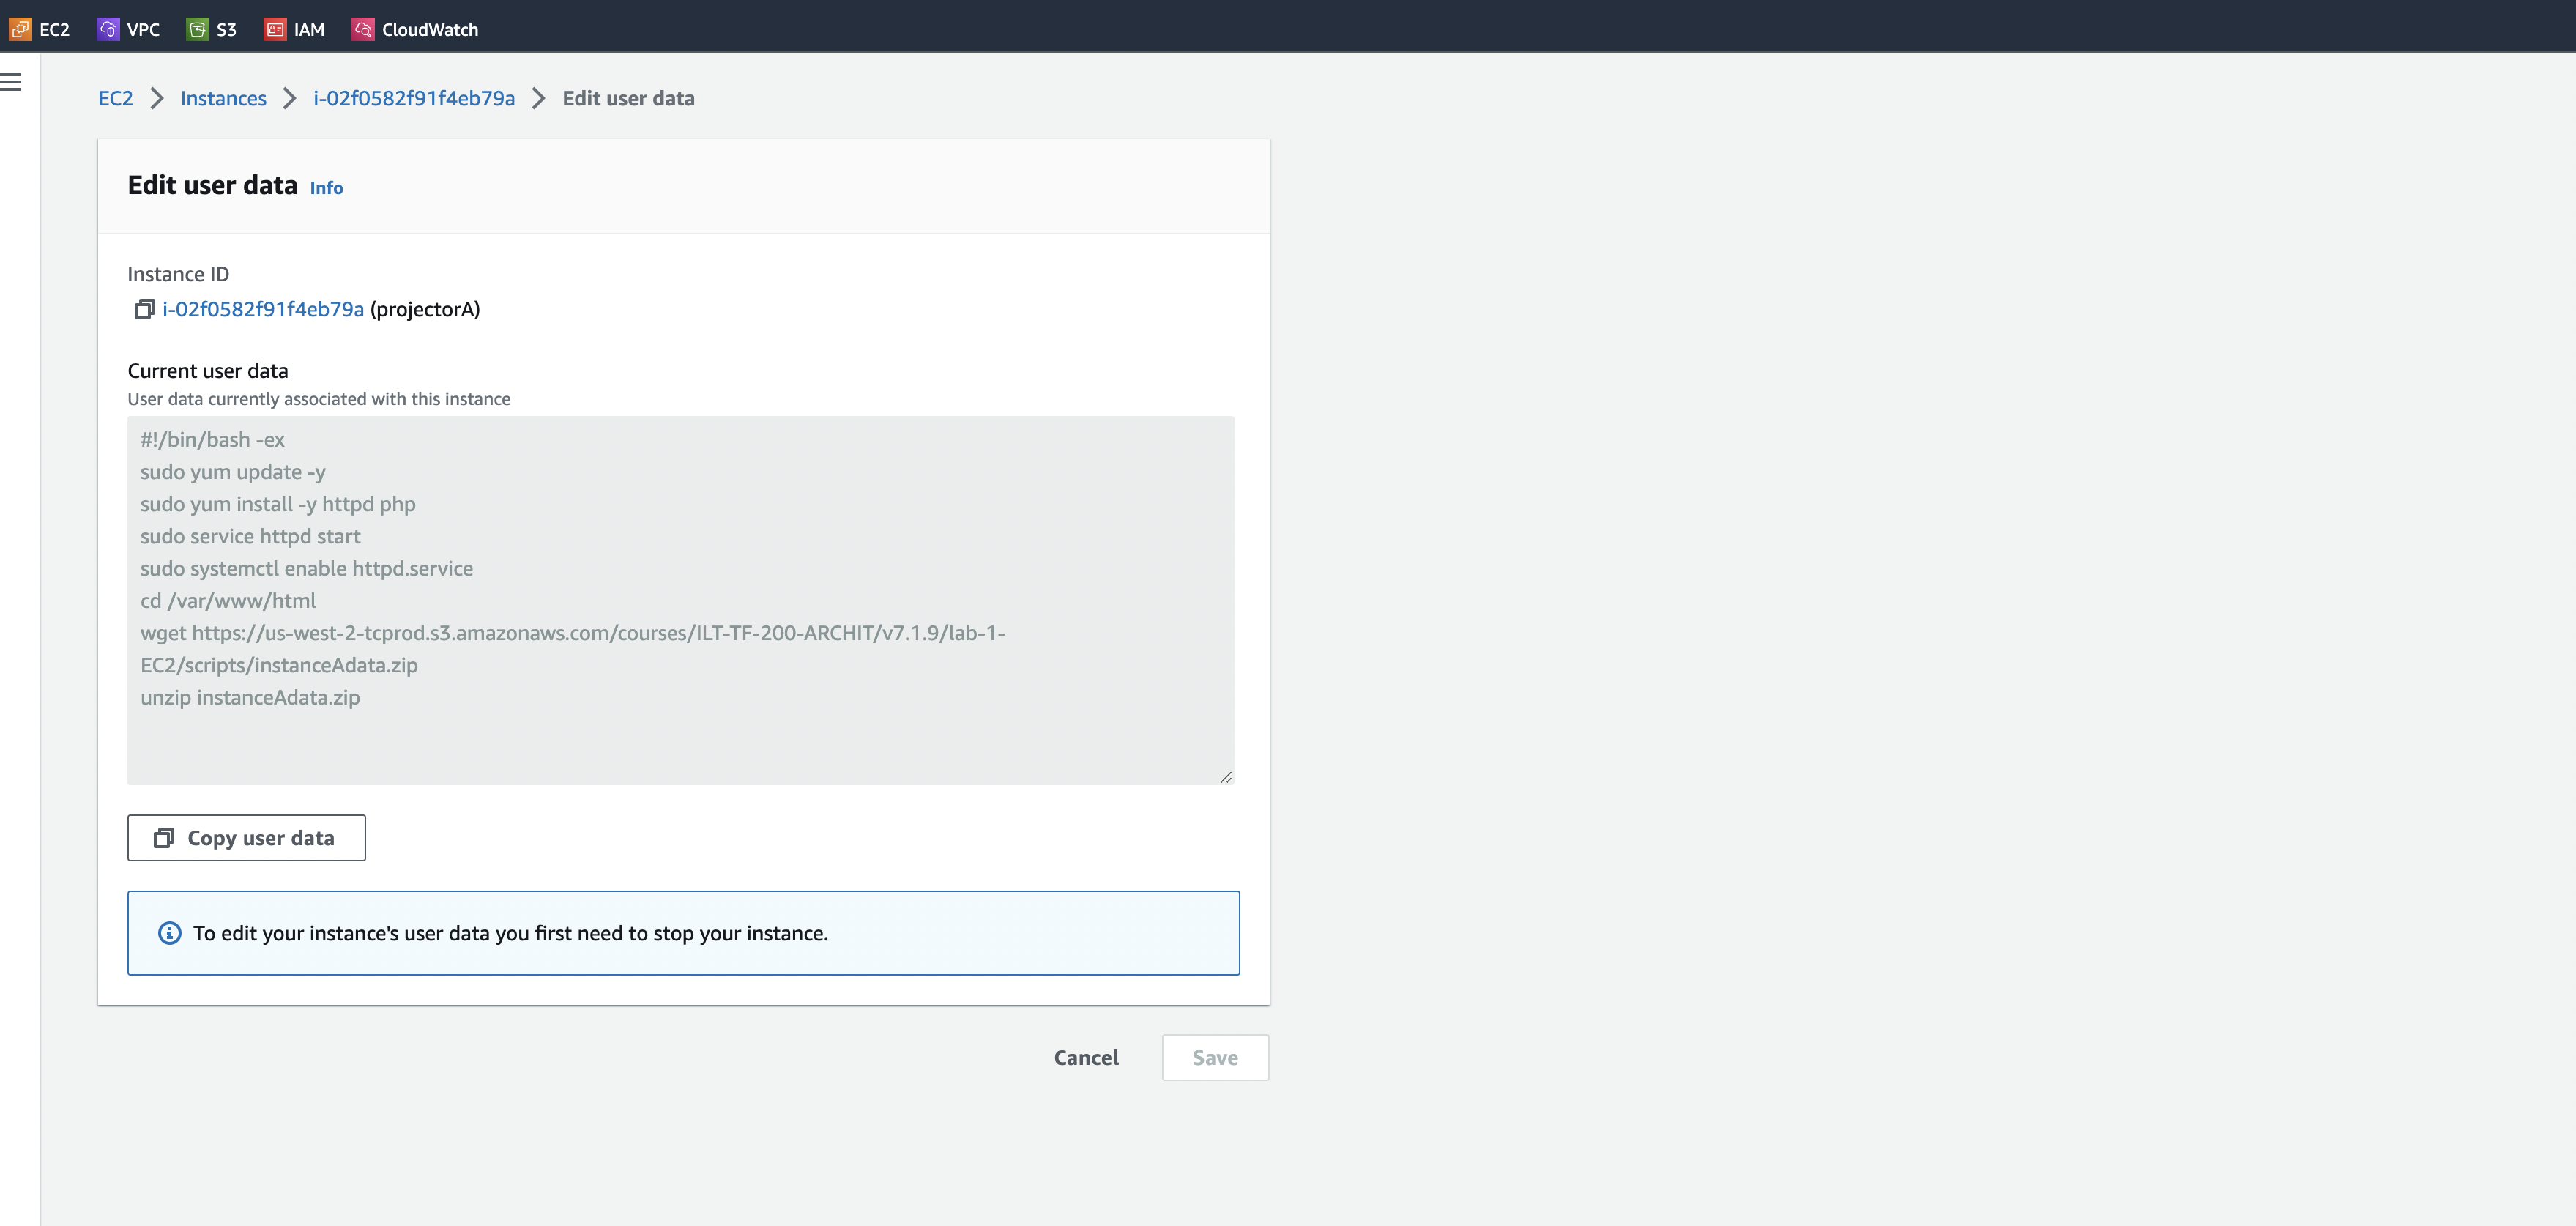 EC2 VPC S3 IAM CloudWatch
EC2 Instances i-02f0582f91f4eb79a Edit user data
Edit user data Info
Instance ID
i-02f0582f91f4eb79a (projectorA)
Current user data
User data currently associated with this instance
#!/bin/bash -ex
sudo yum update -y
sudo yum install -y httpd php
sudo service httpd start
sudo systemctl enable httpd.service
cd /var/www/html
wget https://us-west-2-tcprod.s3.amazonaws.com/courses/ILT-TF-200-ARCHIT/v7.1.9/lab-1-
EC2/scripts/instanceAdata.zip
unzip instanceAdata.zip
Copy user data
To edit your instance's user data you first need to stop your instance.
Cancel Save